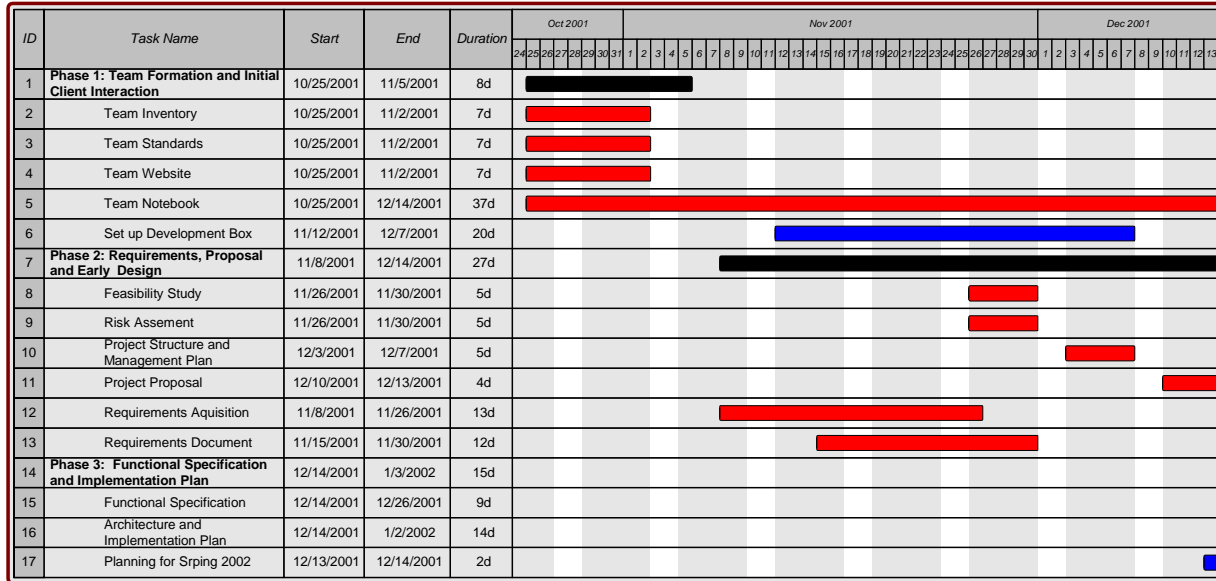 ID Task Name Start End Duration Oct 2001 Nov 2001 Dec 2001
24 25 26 27 28 29 30 31 1 2 3 4 5 6 7 8 9 10 11 12 13 14 15 16 17 18 19 20 21 22 23 24 25 26 27 28 29 30 1 2 3 4 5 6 7 8 9 10 11 12 13
1 Phase 1: Team Formation and Initial
Client Interaction 10/25/2001 11/5/2001 8d
2 Team Inventory 10/25/2001 11/2/2001 7d
3 Team Standards 10/25/2001 11/2/2001 7d
4 Team Website 10/25/2001 11/2/2001 7d
5 Team Notebook 10/25/2001 12/14/2001 37d
6 Set up Development Box 11/12/2001 12/7/2001 20d
7 Phase 2: Requirements, Proposal
and Early Design 11/8/2001 12/14/2001 27d
8 Feasibility Study 11/26/2001 11/30/2001 5d
9 Risk Assement 11/26/2001 11/30/2001 5d
10 Project Structure and
Management Plan 12/3/2001 12/7/2001 5d
11 Project Proposal 12/10/2001 12/13/2001 4d
12 Requirements Aquisition 11/8/2001 11/26/2001 13d
13 Requirements Document 11/15/2001 11/30/2001 12d
14 Phase 3: Functional Specification
and Implementation Plan 12/14/2001 1/3/2002 15d
15 Functional Specification 12/14/2001 12/26/2001 9d
16 Architecture and
Implementation Plan 12/14/2001 1/2/2002 14d
17 Planning for Srping 2002 12/13/2001 12/14/2001 2d